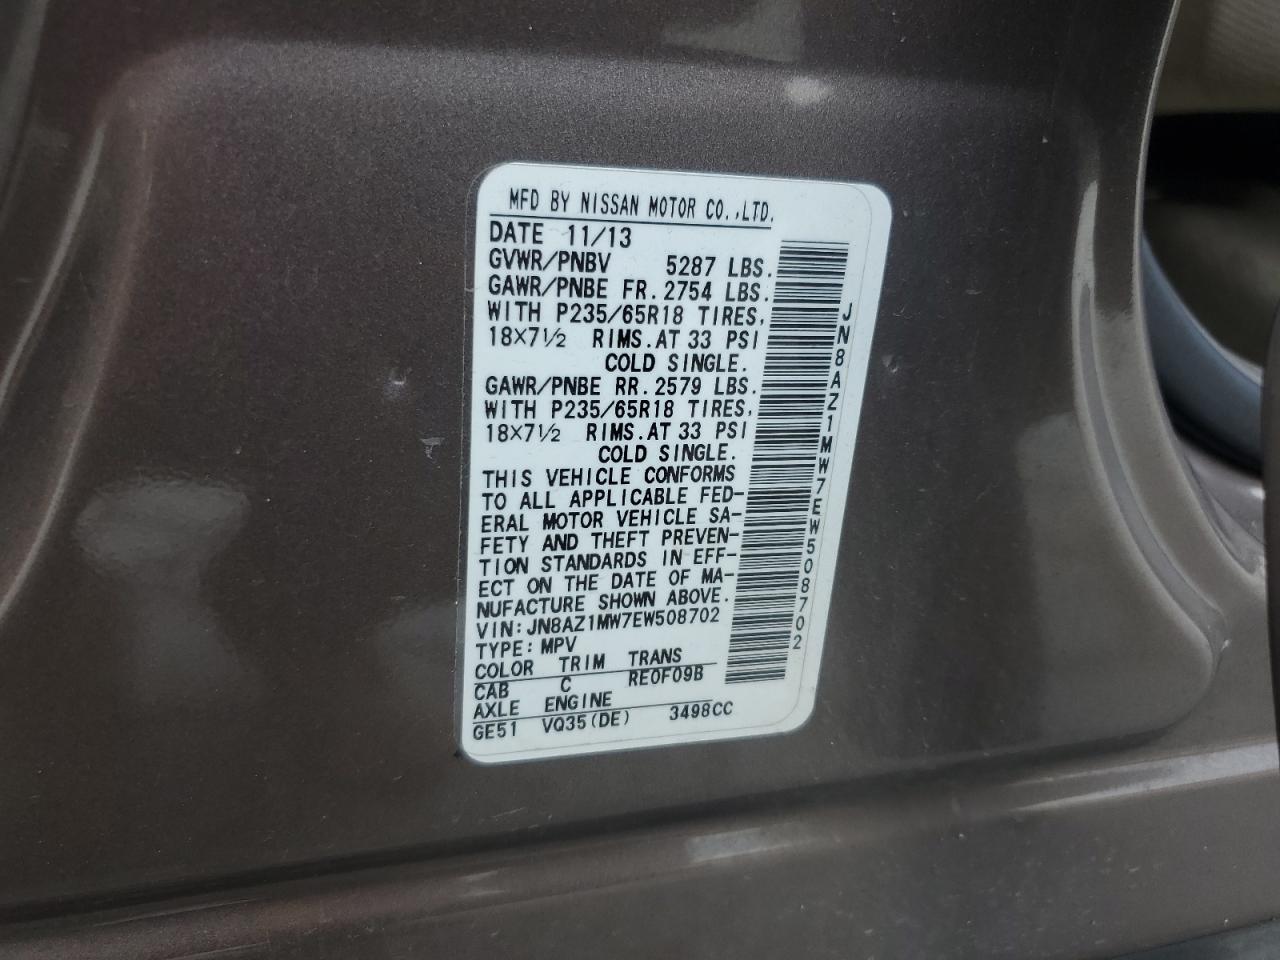 MFD BY NISSAN MOTOR CO.,LTD.
DATE 11/13
GVWR/PNBV 5287 LBS.
GAWR/PNBE FR. 2754 LBS.
WITH P235/65R18 TIRES,
18×7½ RIMS. AT 33 PSI
COLD SINGLE.
GAWR/PNBE RR. 2579 LBS.
WITH P235/65R18 TIRES,
18×7½ RIMS. AT 33 PSI
COLD SINGLE.
THIS VEHICLE CONFORMS
TO ALL APPLICABLE FED-
ERAL MOTOR VEHICLE SA-
FETY AND THEFT PREVEN-
TION STANDARDS IN EFF-
ECT ON THE DATE OF MA-
NUFACTURE SHOWN ABOVE.
VIN: JN8AZ1MW7EW508702
TYPE: MPV
COLOR TRIM TRANS
CAB C RE0F09B
AXLE ENGINE
GE51 VQ35(DE) 3498CC
JN8AZ1MW7EW508702